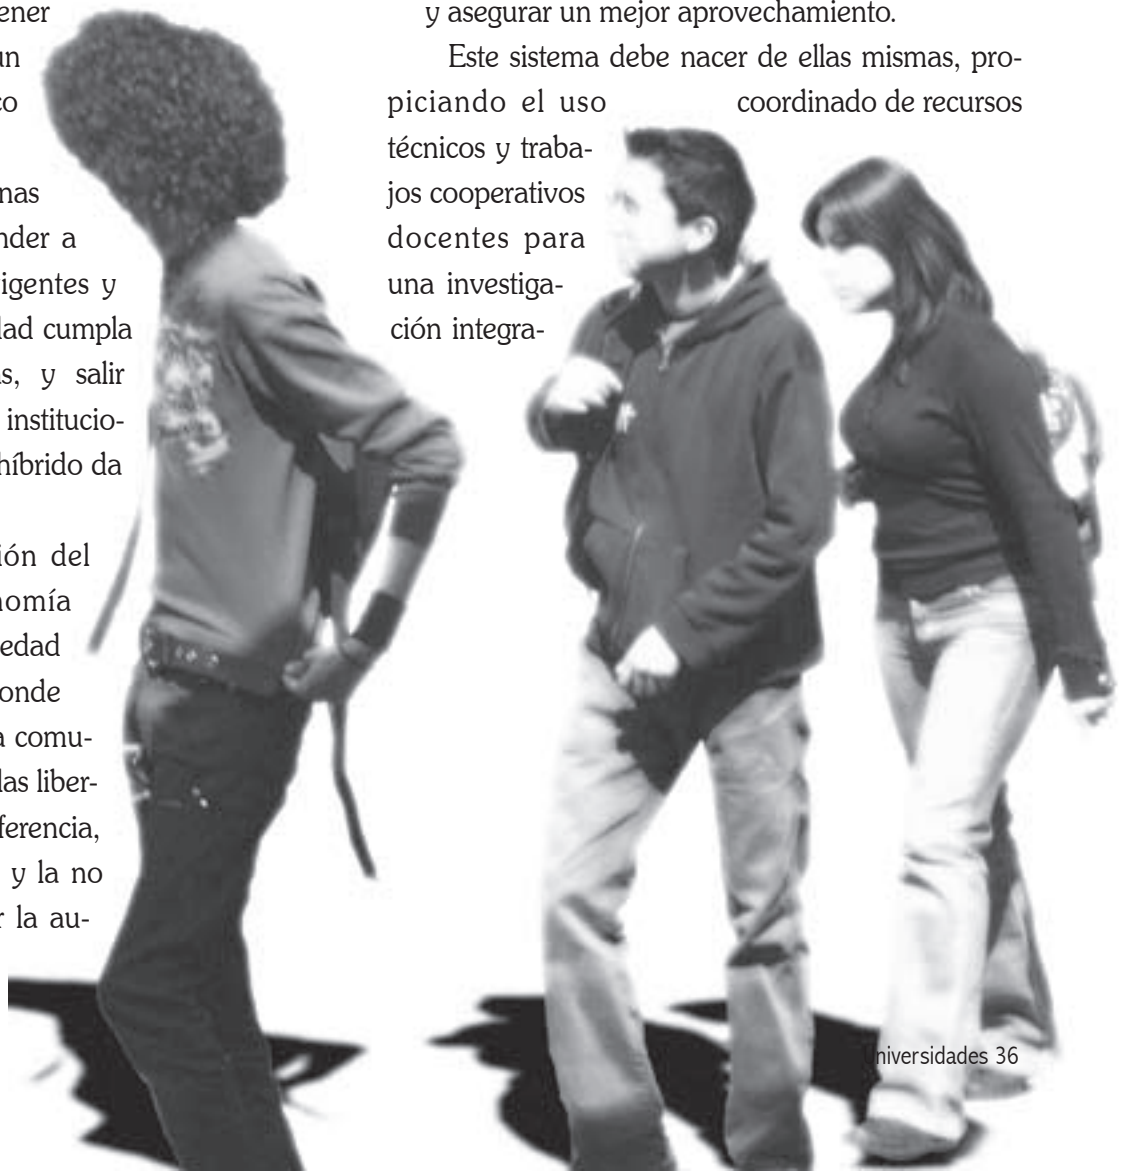 ener
un
co
nas
nder a
igentes y
dad cumpla
s, y salir
institucio-
híbrido da
ión del
nomía
edad
onde
a comu-
las liber-
ferencia,
y la no
r la au-
y asegurar un mejor aprovechamiento.
Este sistema debe nacer de ellas mismas, pro-
piciando el uso coordinado de recursos
técnicos y traba-
jos cooperativos
docentes para
una investiga-
ción integra-
niversidades 36